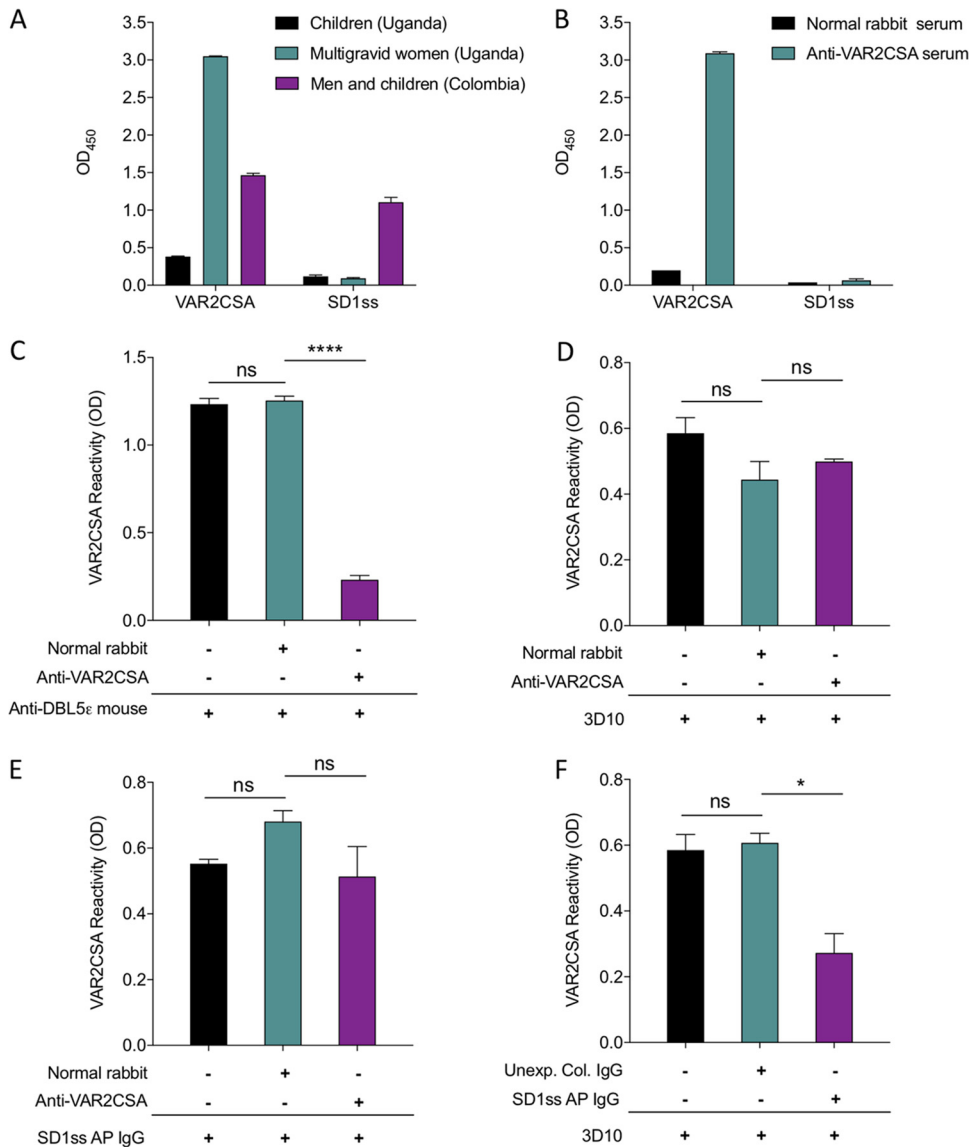 A
Children (Uganda)
Multigravid women (Uganda)
Men and children (Colombia)
3.5
3.0
2.5
2.0
1.5
1.0
0.5
0.0
OD450
VAR2CSA
SD1ss
B
Normal rabbit serum
Anti-VAR2CSA serum
3.5
3.0
2.5
2.0
1.5
1.0
0.5
0.0
OD450
VAR2CSA
SD1ss
C
VAR2CSA Reactivity (OD)
1.5
1.0
0.5
0.0
ns
****
Normal rabbit - + -
Anti-VAR2CSA - - +
Anti-DBL5ε mouse + + +
D
VAR2CSA Reactivity (OD)
0.8
0.6
0.4
0.2
0.0
ns
ns
Normal rabbit - + -
Anti-VAR2CSA - - +
3D10 + + +
E
VAR2CSA Reactivity (OD)
0.8
0.6
0.4
0.2
0.0
ns
ns
Normal rabbit - + -
Anti-VAR2CSA - - +
SD1ss AP IgG + + +
F
VAR2CSA Reactivity (OD)
0.8
0.6
0.4
0.2
0.0
ns
*
Unexp. Col. IgG - + -
SD1ss AP IgG - - +
3D10 + + +